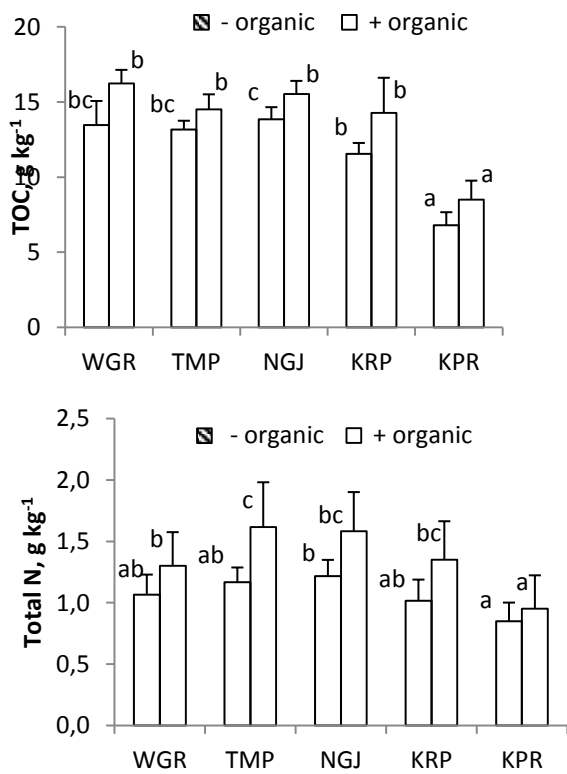 20
- organic + organic
b
b
b
b
bc
bc
c
15
b
a
10
a
TOC, g kg-1
5
0
WGR TMP NGJ KRP KPR
2,5
- organic + organic
2,0
c
bc
bc
b
b
ab
ab
ab
a
a
1,5
1,0
Total N, g kg-1
0,5
0,0
WGR TMP NGJ KRP KPR